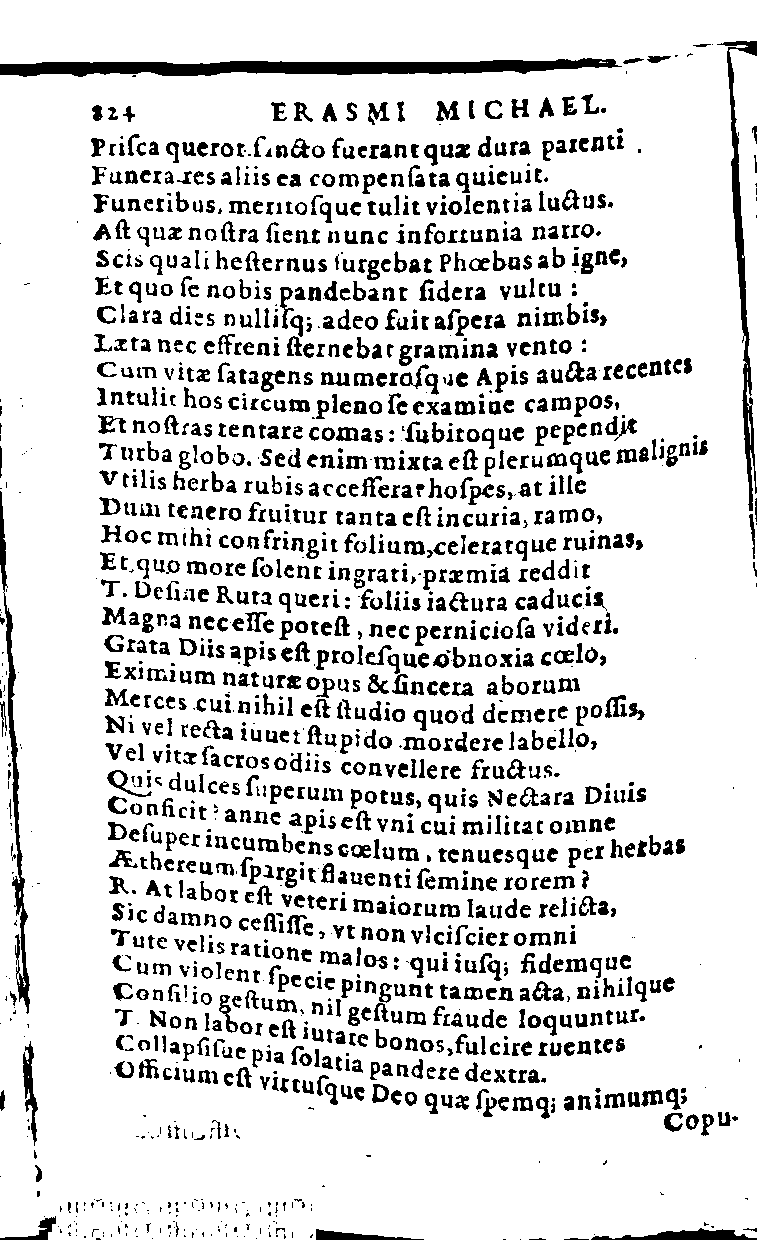 824 ERASMI MICHAEL.
Priſca queror ſancto fuerant quæ dura parenti
Funera res aliis ea compenſata quieuit.
Funeribus, meritoſque tulit violentia luctus.
Aſt quæ noſtra ſient nunc infortunia narro.
Scis quali heſternus ſurgebat Phœbus ab igne,
Et quo ſe nobis pandebant ſidera vultu :
Clara dies nulliſq; adeo fuit aſpera nimbis,
Læta nec effreni ſternebat gramina vento :
Cum vitæ ſatagens numeroſque Apis aucta recentes
Intulit hos circum pleno ſe examine campos,
Et noſtras tentare comas : ſubitoque pependit
Turba globo. Sed enim mixta eſt plerumque malignis
Vtilis herba rubis acceſſerat hoſpes, at ille
Dum tenero fruitur tanta eſt incuria, ramo,
Hoc mihi confringit folium, celeratque ruinas,
Et, quo more ſolent ingrati, præmia reddit
T. Deſine Ruta queri : foliis iactura caducis
Magna nec eſſe poteſt, nec pernicioſa videri.
Grata Diis apis eſt proleſque obnoxia cœlo,
Eximium naturæ opus & ſincera aborum
Merces cui nihil eſt ſtudio quod demere poſſis,
Ni vel recta iuuet ſtupido mordere labello,
Vel vitæ ſacros odiis convellere fructus.
Quis dulces ſuperum potus, quis Nectara Diuis
Conficit ? anne apis eſt vni cui militat omne
Deſuper incumbens cœlum, tenuesque per herbas
Æthereum ſpargit flauenti ſemine rorem ?
R. At labor eſt veteri maiorum laude relicta,
Sic damno ceſſiſſe, vt non vlciſcier omni
Tute velis ratione malos : qui iuſq; fidemque
Cum violent ſpecie pingunt tamen acta, nihilque
Conſilio geſtum, nil geſtum fraude loquuntur.
T. Non labor eſt iutare bonos, fulcire ruentes
Collapſiſue pia ſolatia pandere dextra.
Officium eſt virtuſque Deo quæ ſpemq; animumq;
Copu-